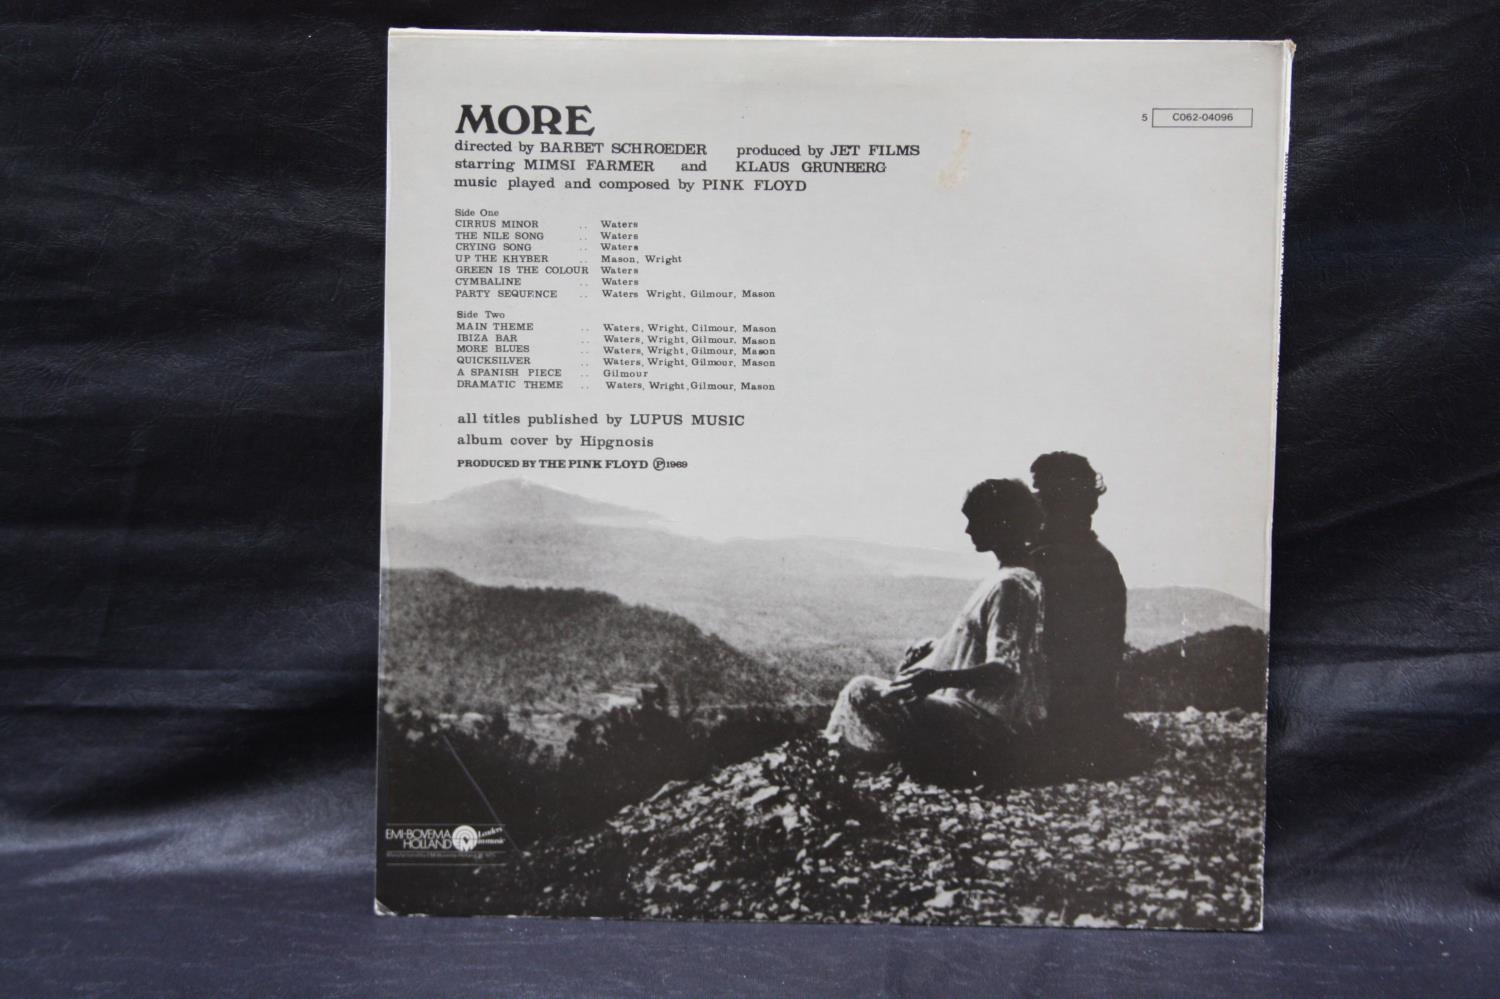 MORE
5 C062-04096
directed by BARBET SCHROEDER produced by JET FILMS
starring MIMSI FARMER and KLAUS GRUNBERG
music played and composed by PINK FLOYD
Side One
CIRRUS MINOR .. Waters
THE NILE SONG .. Waters
CRYING SONG .. Waters
UP THE KHYBER .. Mason, Wright
GREEN IS THE COLOUR Waters
CYMBALINE .. Waters
PARTY SEQUENCE .. Waters Wright, Gilmour, Mason
Side Two
MAIN THEME .. Waters, Wright, Gilmour, Mason
IBIZA BAR .. Waters, Wright, Gilmour, Mason
MORE BLUES .. Waters, Wright, Gilmour, Mason
QUICKSILVER .. Waters, Wright, Gilmour, Mason
A SPANISH PIECE .. Gilmour
DRAMATIC THEME .. Waters, Wright, Gilmour, Mason
all titles published by LUPUS MUSIC
album cover by Hipgnosis
PRODUCED BY THE PINK FLOYD ℗1969
EMI-BOVEMA
HOLLAND
Leaders
in music